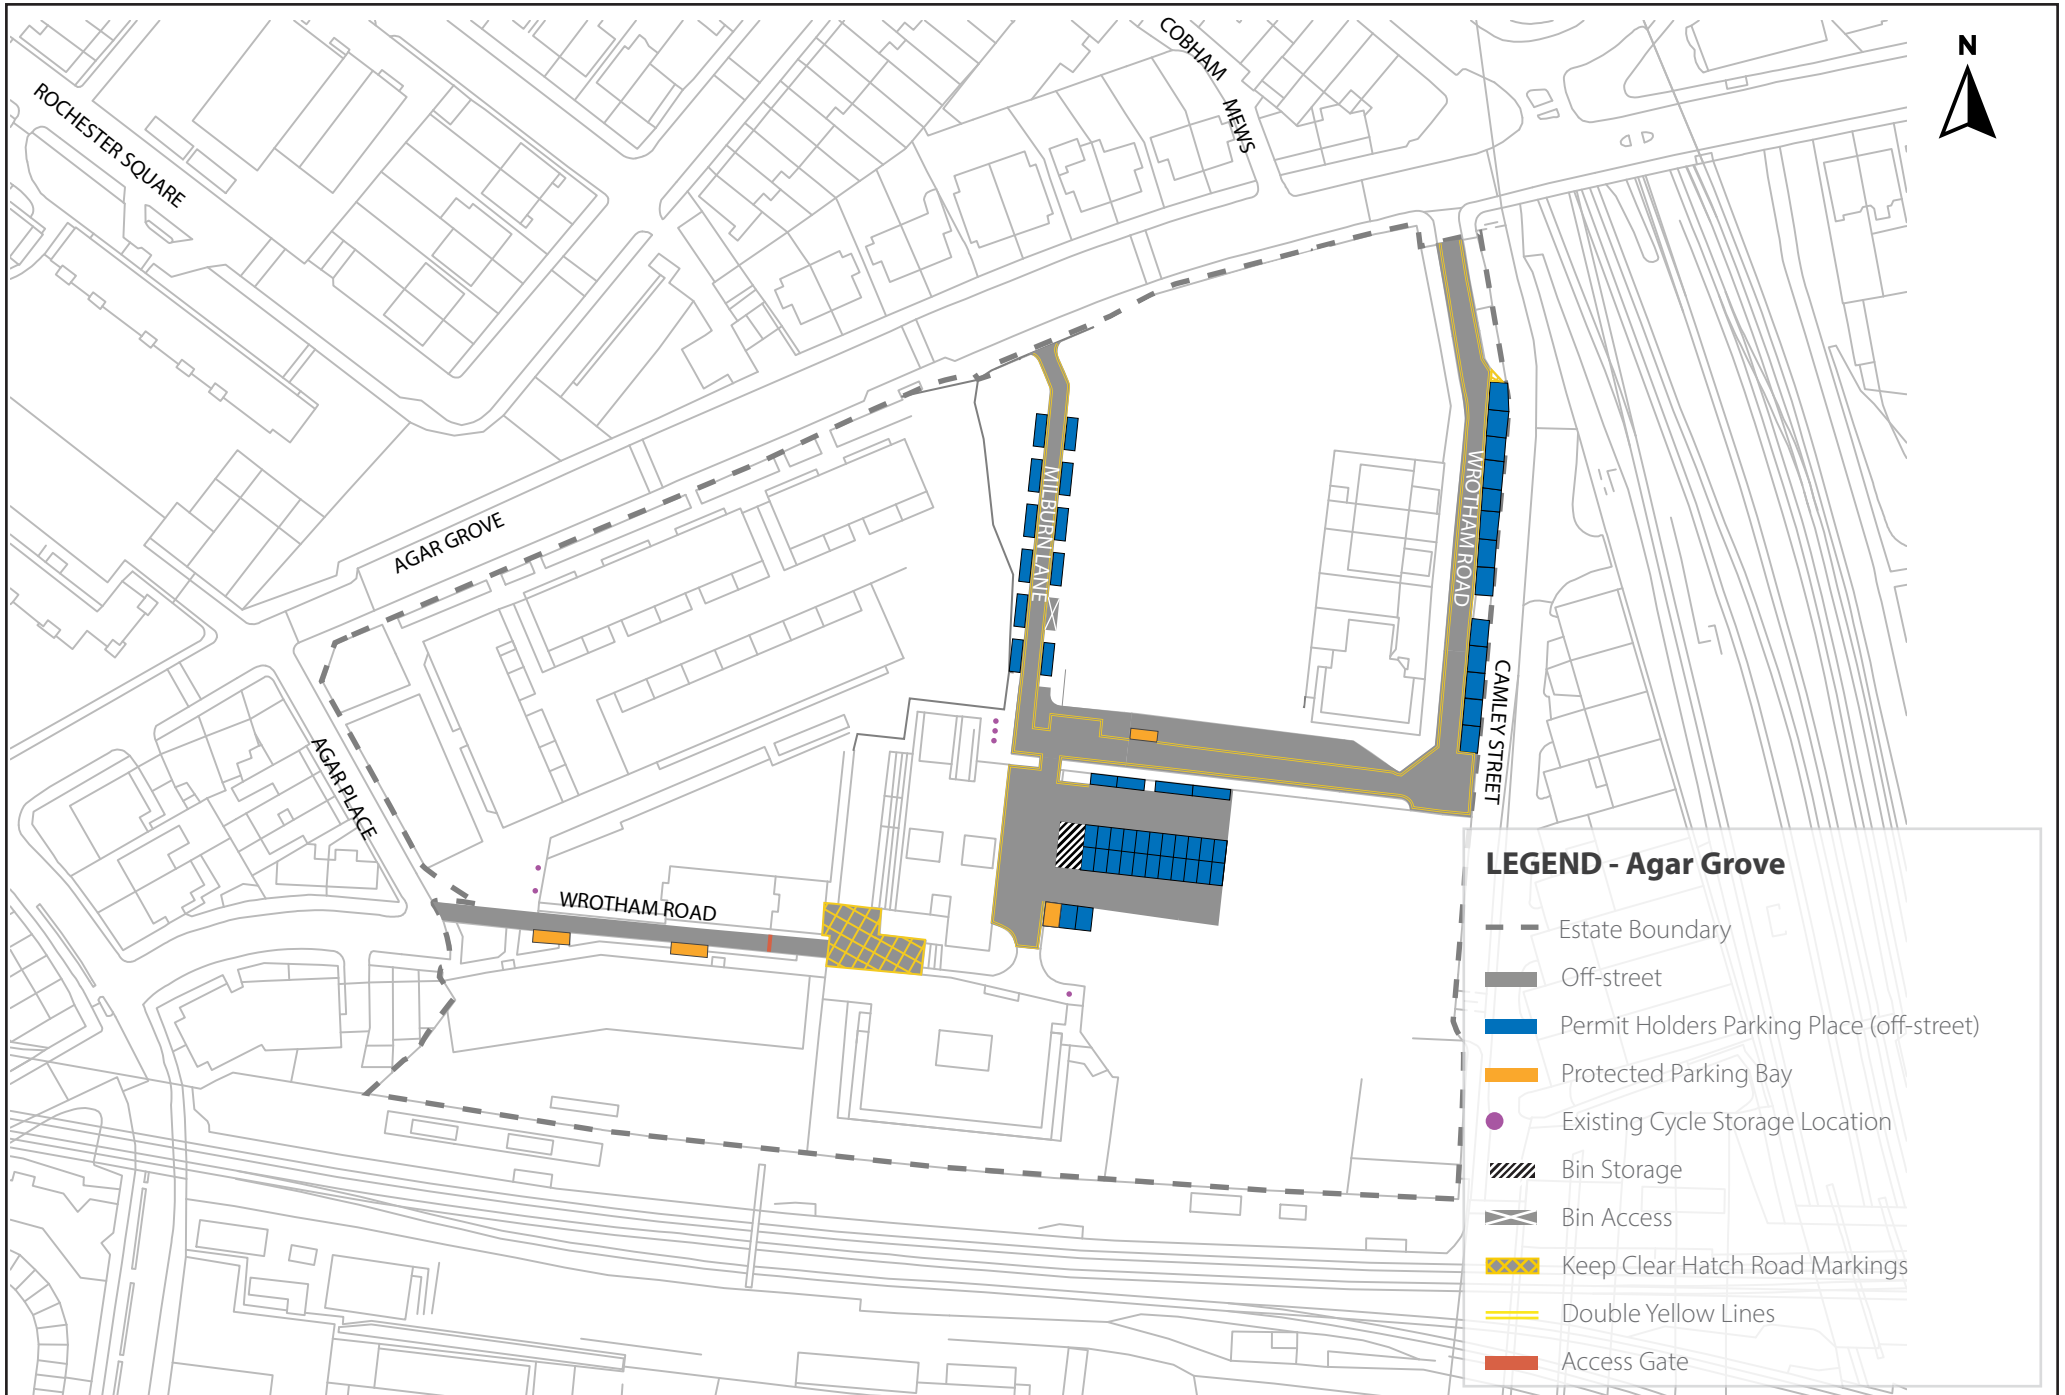 COBHAM
MEWS
N
ROCHESTER SQUARE
AGAR GROVE
MILBURN LANE
WROTHAM ROAD
CAMLEY STREET
AGAR PLACE
WROTHAM ROAD
LEGEND - Agar Grove
Estate Boundary
Off-street
Permit Holders Parking Place (off-street)
Protected Parking Bay
Existing Cycle Storage Location
Bin Storage
Bin Access
Keep Clear Hatch Road Markings
Double Yellow Lines
Access Gate